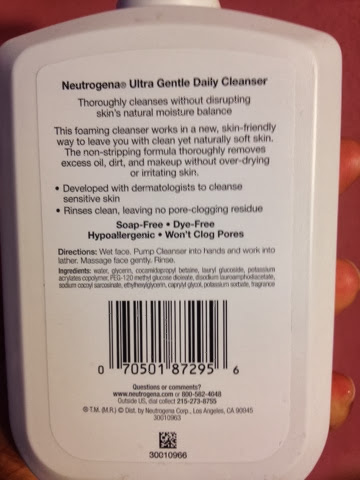 Neutrogena® Ultra Gentle Daily Cleanser
Thoroughly cleanses without disrupting
skin's natural moisture balance
This foaming cleanser works in a new, skin-friendly
way to leave you with clean yet naturally soft skin.
The non-stripping formula thoroughly removes
excess oil, dirt, and makeup without over-drying
or irritating skin.
• Developed with dermatologists to cleanse
sensitive skin
• Rinses clean, leaving no pore-clogging residue
Soap-Free • Dye-Free
Hypoallergenic • Won't Clog Pores
Directions: Wet face. Pump Cleanser into hands and work into
lather. Massage face gently. Rinse.
Ingredients: water, glycerin, cocamidopropyl betaine, lauryl glucoside, potassium
acrylates copolymer, PEG-120 methyl glucose dioleate, disodium lauroamphodiacetate,
sodium cocoyl sarcosinate, ethylhexylglycerin, caprylyl glycol, potassium sorbate, fragrance
0 70501 87295 6
Questions or comments?
www.neutrogena.com or 800-582-4048
Outside US, dial collect 215-273-8755
© T.M. (M.R.) © Dist. by Neutrogena Corp., Los Angeles, CA 90045
30010963
30010966